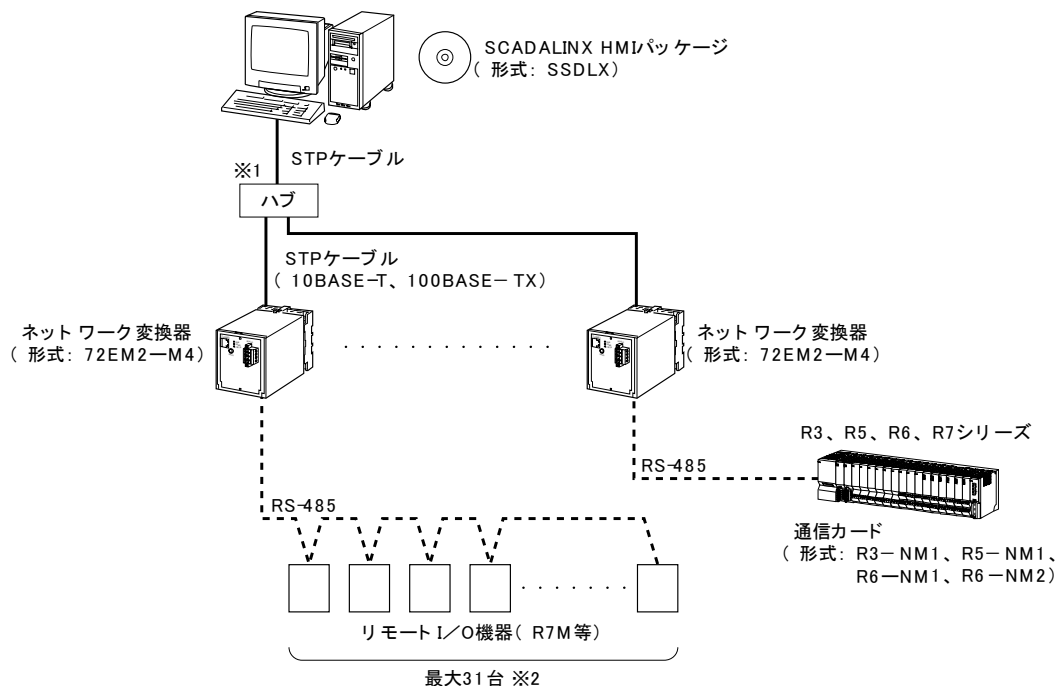 SCADALINX HMIパッケージ
(形式:SSDLX)
STPケーブル
※1
ハブ
STPケーブル
(10BASE-T、100BASE-TX)
ネットワーク変換器
(形式:72EM2-M4)
ネットワーク変換器
(形式:72EM2-M4)
R3、R5、R6、R7シリーズ
RS-485
RS-485
通信カード
(形式:R3-NM1、R5-NM1、
R6-NM1、R6-NM2)
リモートI/O機器(R7M等)
最大31台 ※2